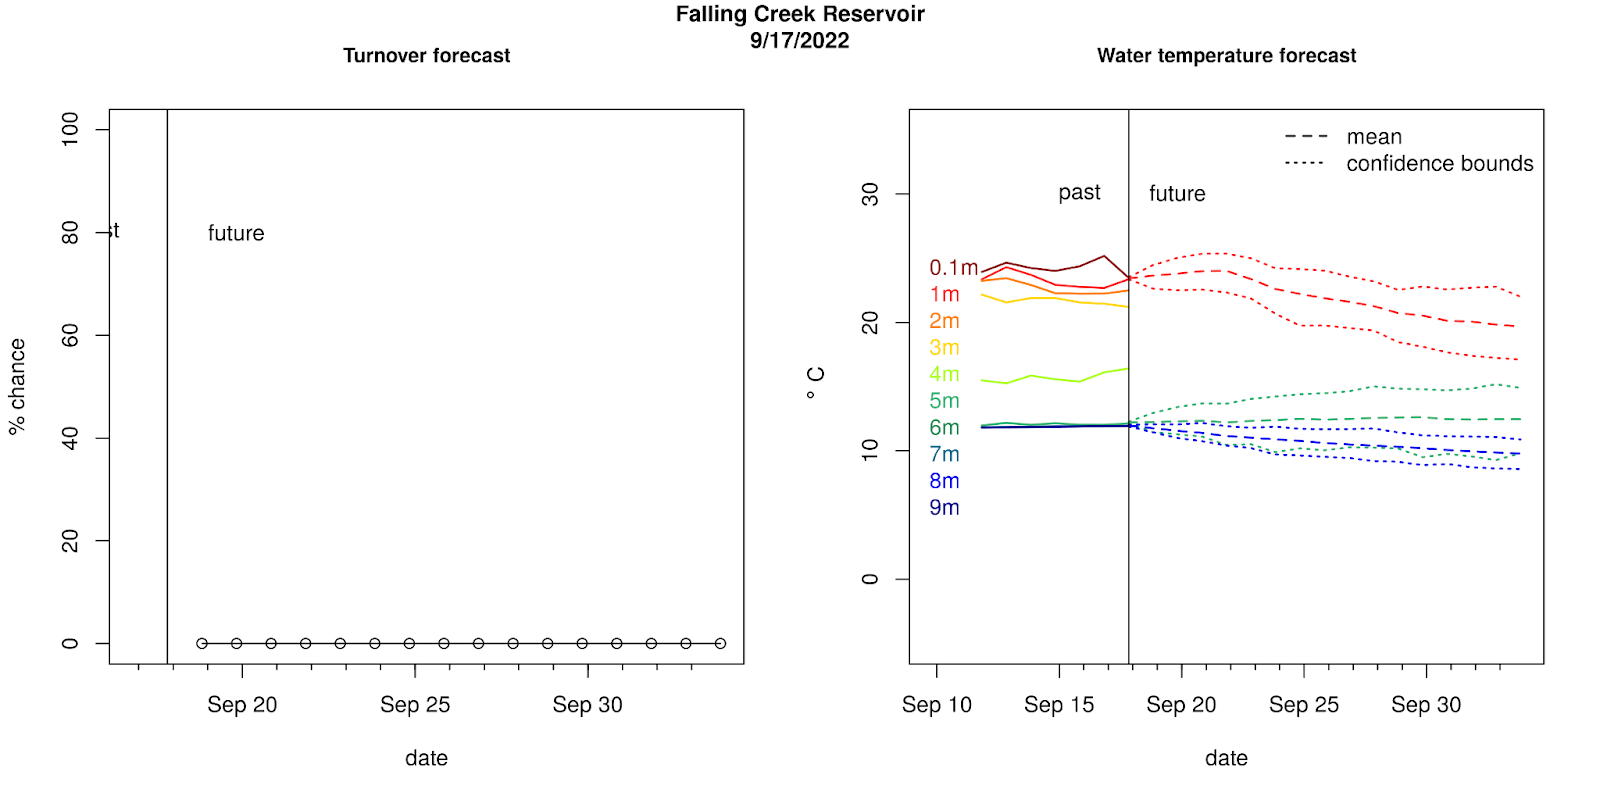 Falling Creek Reservoir
9/17/2022
Turnover forecast
% chance
100
80
60
40
20
0
st
future
Sep 20
Sep 25
Sep 30
date
Water temperature forecast
mean
confidence bounds
past
future
° C
30
20
10
0
0.1m
1m
2m
3m
4m
5m
6m
7m
8m
9m
Sep 10
Sep 15
Sep 20
Sep 25
Sep 30
date